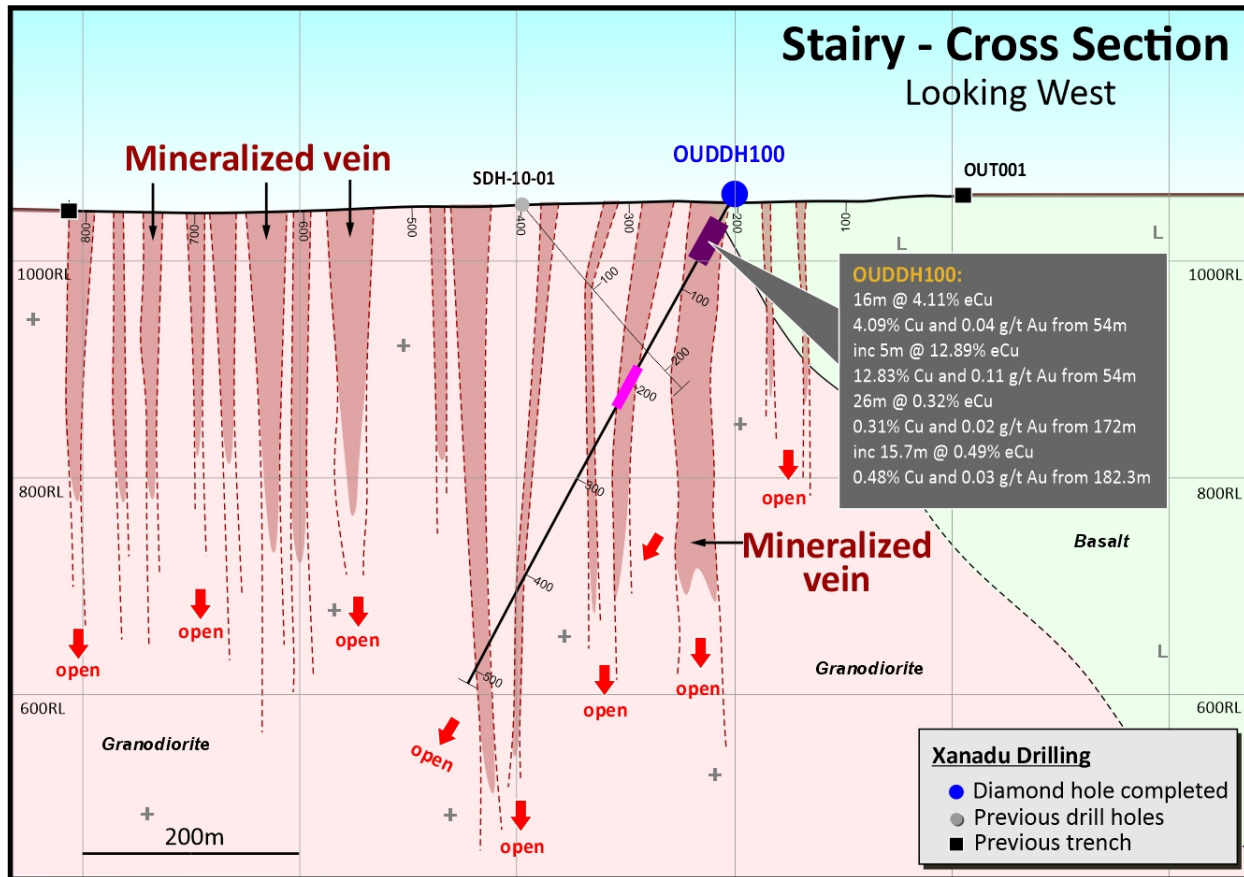 Stairy - Cross Section
Looking West
Mineralized vein
SDH-10-01
OUDDH100
OUT001
800
700
600
500
400
300
200
100
1000RL
1000RL
L
L
OUDDH100:
16m @ 4.11% eCu
4.09% Cu and 0.04 g/t Au from 54m
inc 5m @ 12.89% eCu
12.83% Cu and 0.11 g/t Au from 54m
26m @ 0.32% eCu
0.31% Cu and 0.02 g/t Au from 172m
inc 15.7m @ 0.49% eCu
0.48% Cu and 0.03 g/t Au from 182.3m
100
100
200
200
300
400
500
800RL
800RL
open
Basalt
Mineralized
vein
open
open
open
open
open
L
Granodiorite
open
600RL
600RL
Granodiorite
open
open
200m
Xanadu Drilling
Diamond hole completed
Previous drill holes
Previous trench